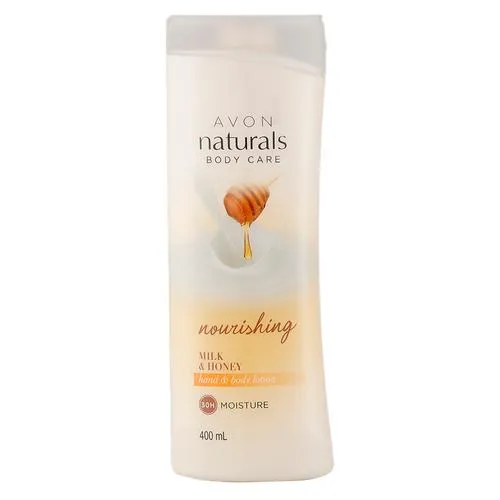 AVON
naturals
BODY CARE
nourishing
MILK
& HONEY
hand & body lotion
30H MOISTURE
400 mL